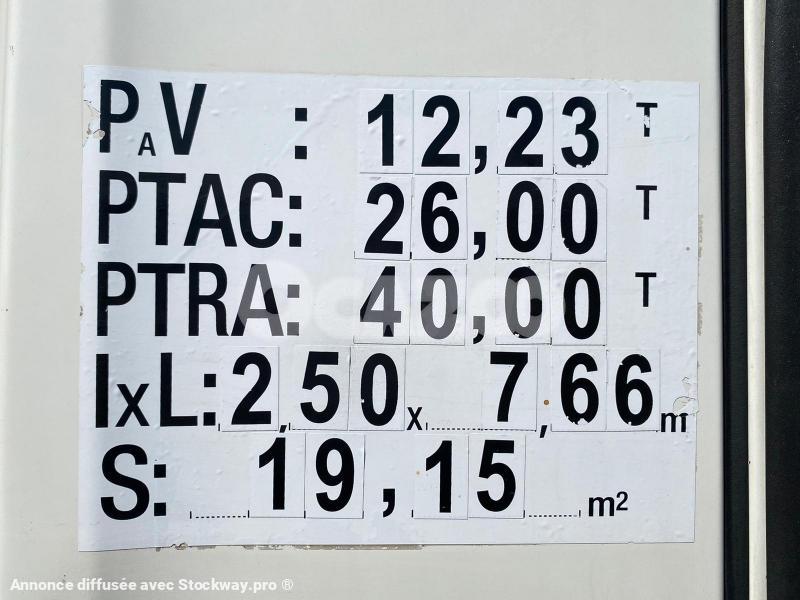 PAV : 12,23 T
PTAC: 26,00 T
PTRA: 40,00 T
lxL: 2,50 x 7,66 m
S: 19,15 m²
Annonce diffusée avec Stockway.pro ®